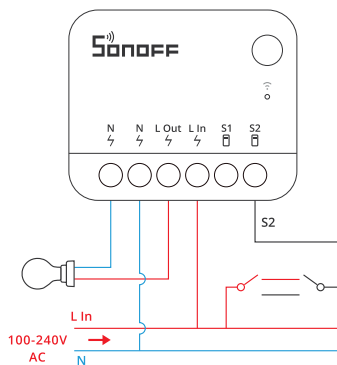 SONOFF
N N L Out L In S1 S2
S2
L In
100-240V
AC
N